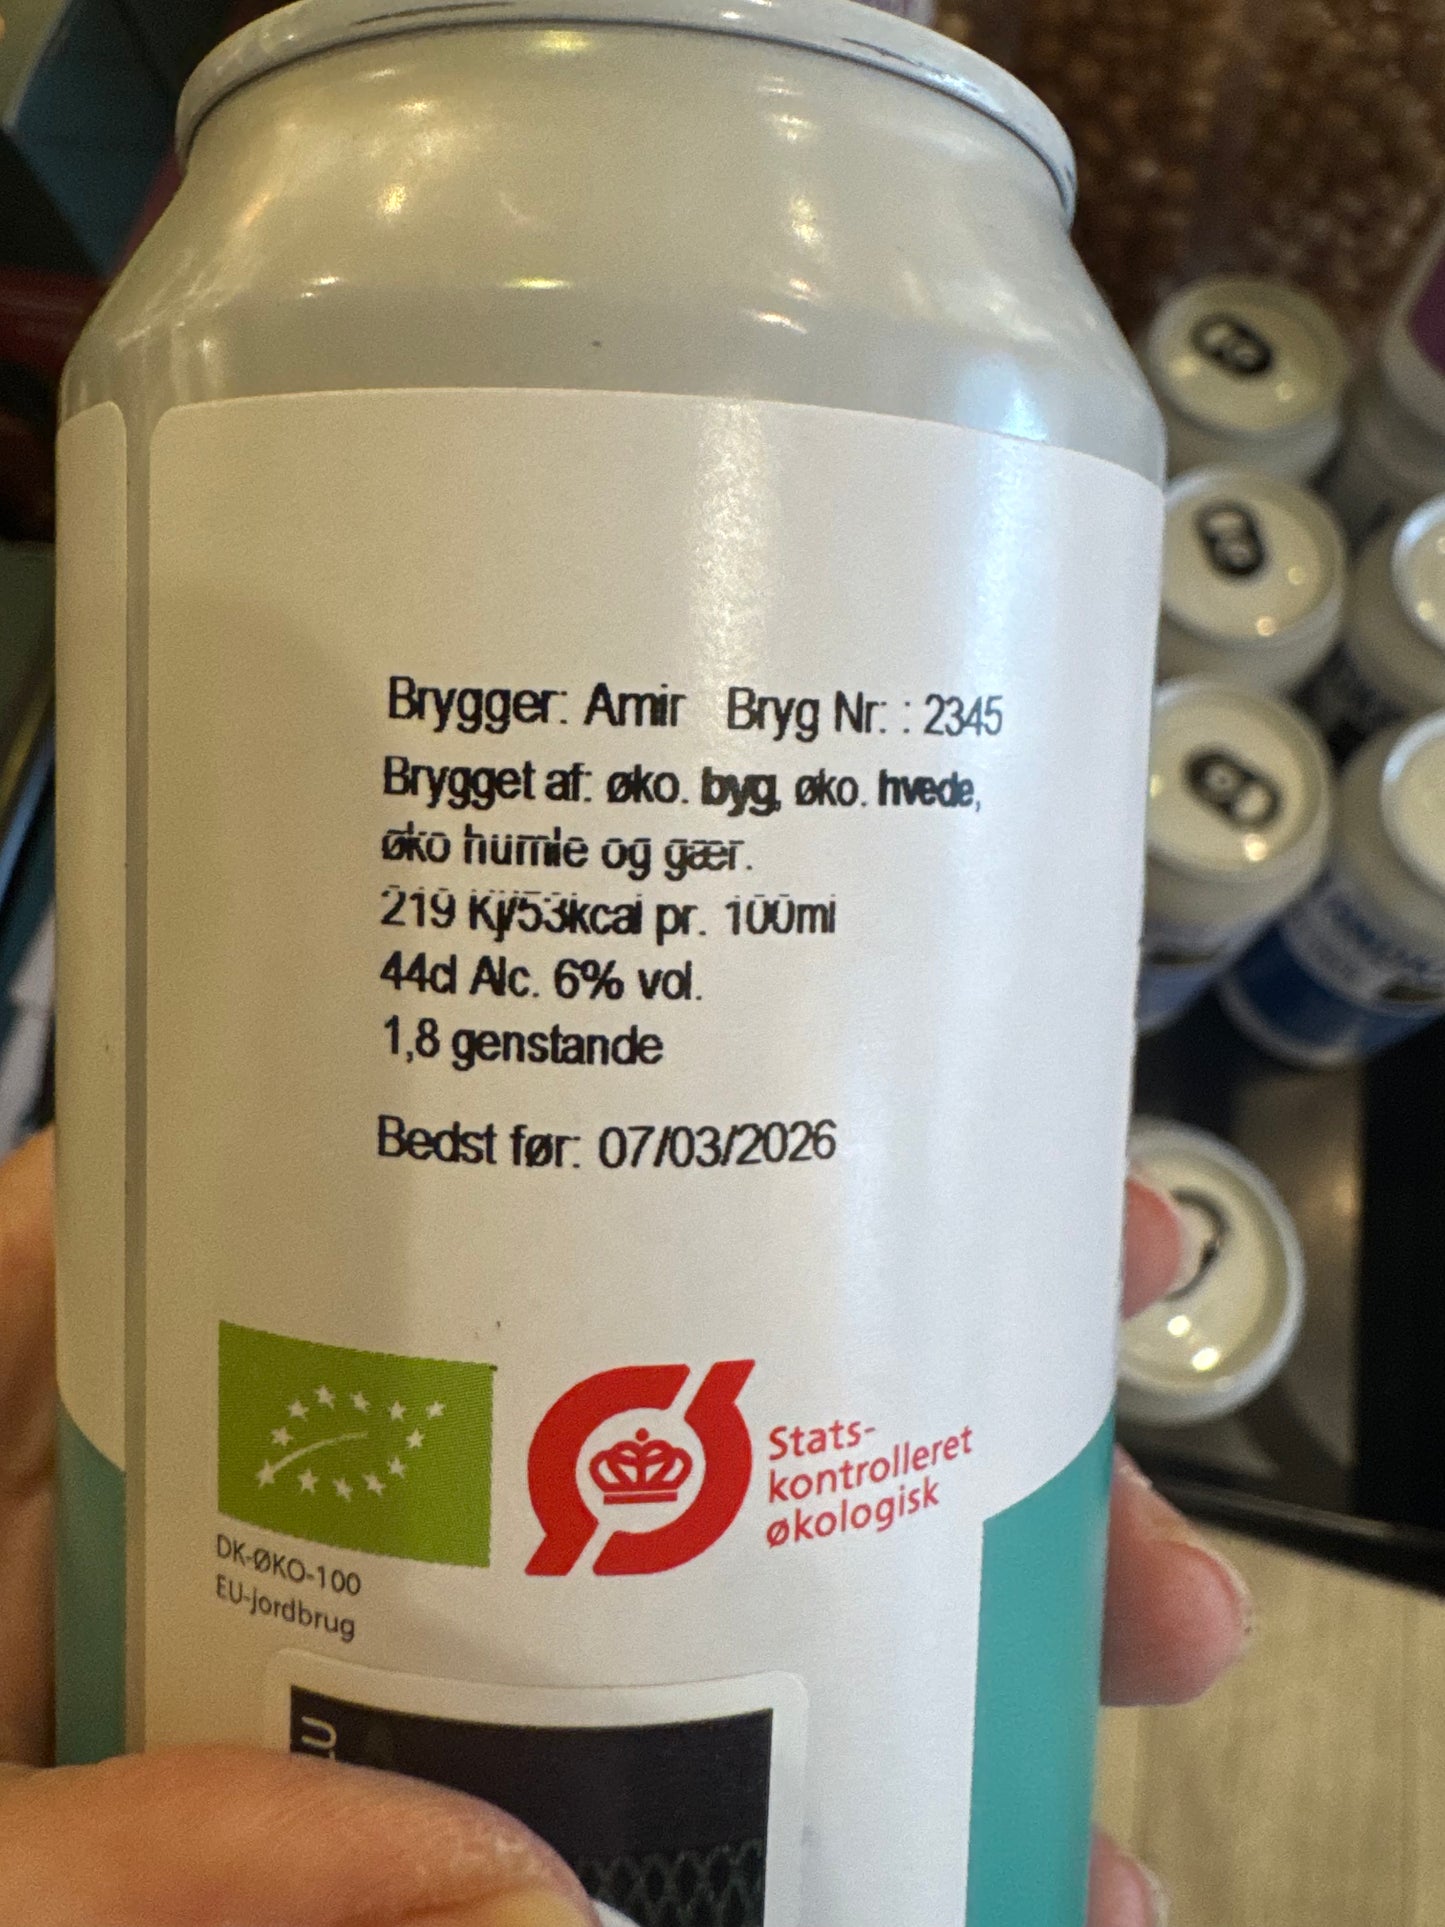 Brygger: Amir Bryg Nr: : 2345
Brygget af: øko. byg, øko. hvede,
øko humle og gær.
219 Kj/53kcal pr. 100ml
44cl Alc. 6% vol.
1,8 genstande
Bedst før: 07/03/2026
Stats-
kontrolleret
økologisk
DK-ØKO-100
EU-jordbrug